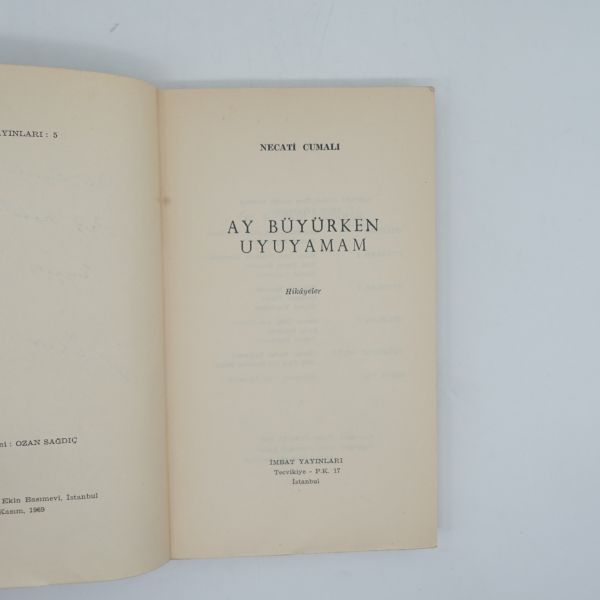 YINLARI : 5
ni : OZAN SAĞDIÇ
Ekin Basımevi, İstanbul
Kasım, 1969
NECATİ CUMALI
AY BÜYÜRKEN
UYUYAMAM
Hikâyeler
İMBAT YAYINLARI
Teşvikiye - P.K. 17
İstanbul